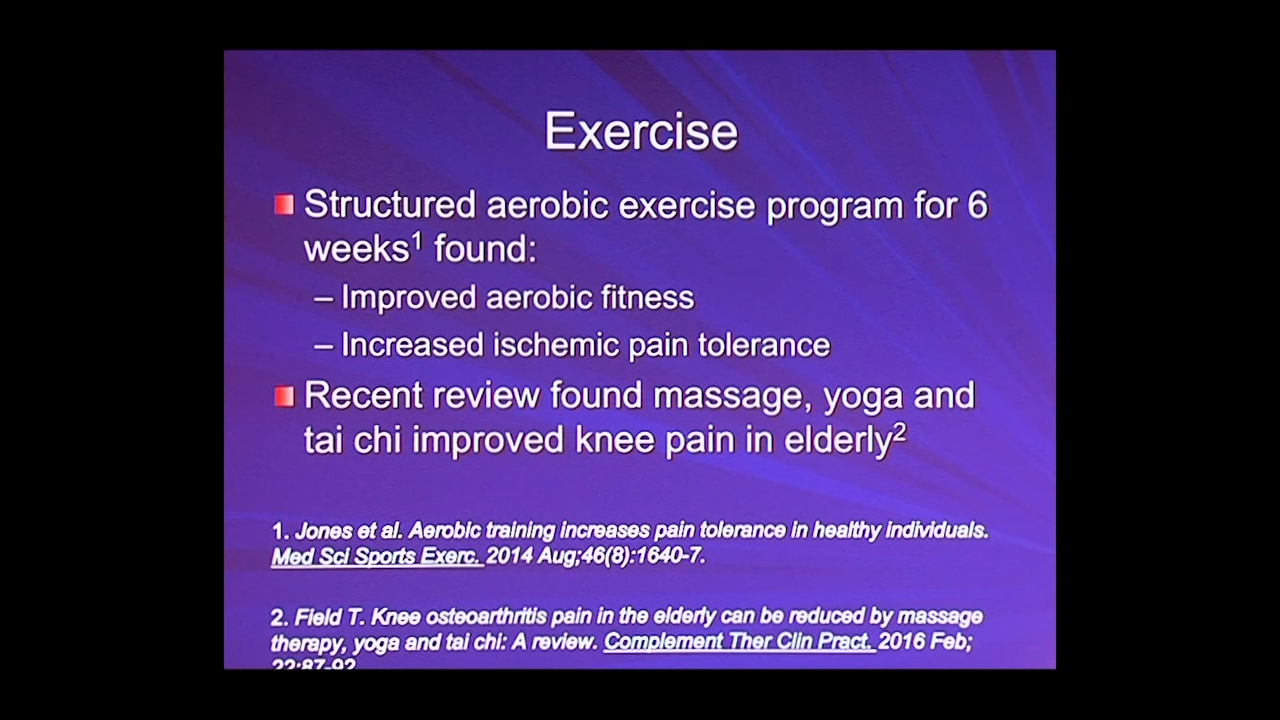 Exercise
Structured aerobic exercise program for 6
weeks¹ found:
– Improved aerobic fitness
– Increased ischemic pain tolerance
Recent review found massage, yoga and
tai chi improved knee pain in elderly²
1. Jones et al. Aerobic training increases pain tolerance in healthy individuals.
Med Sci Sports Exerc. 2014 Aug;46(8):1640-7.
2. Field T. Knee osteoarthritis pain in the elderly can be reduced by massage
therapy, yoga and tai chi: A review. Complement Ther Clin Pract. 2016 Feb;
22:87-92